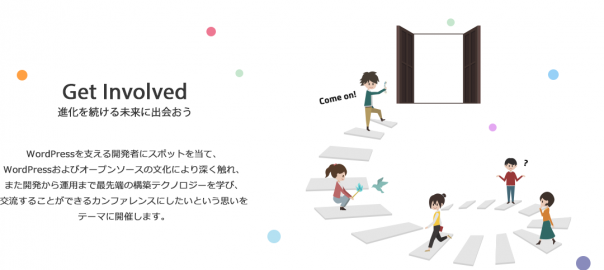 Get Involved
進化を続ける未来に出会おう
WordPressを支える開発者にスポットを当て、
WordPressおよびオープンソースの文化により深く触れ、
また開発から運用まで最先端の構築テクノロジーを学び、
交流することができるカンファレンスにしたいという思いを
テーマに開催します。
Come on!
?